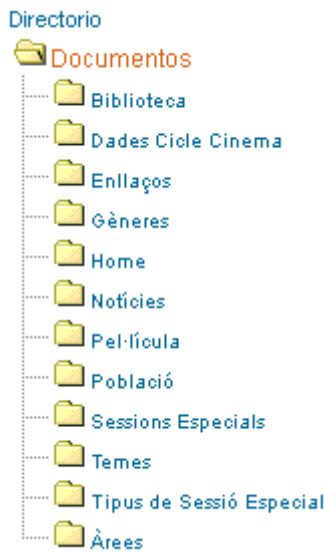 Directorio
Documentos
Biblioteca
Dades Cicle Cinema
Enllaços
Gèneres
Home
Notícies
Pel·lícula
Població
Sessions Especials
Temes
Tipus de Sessió Especial
Àrees